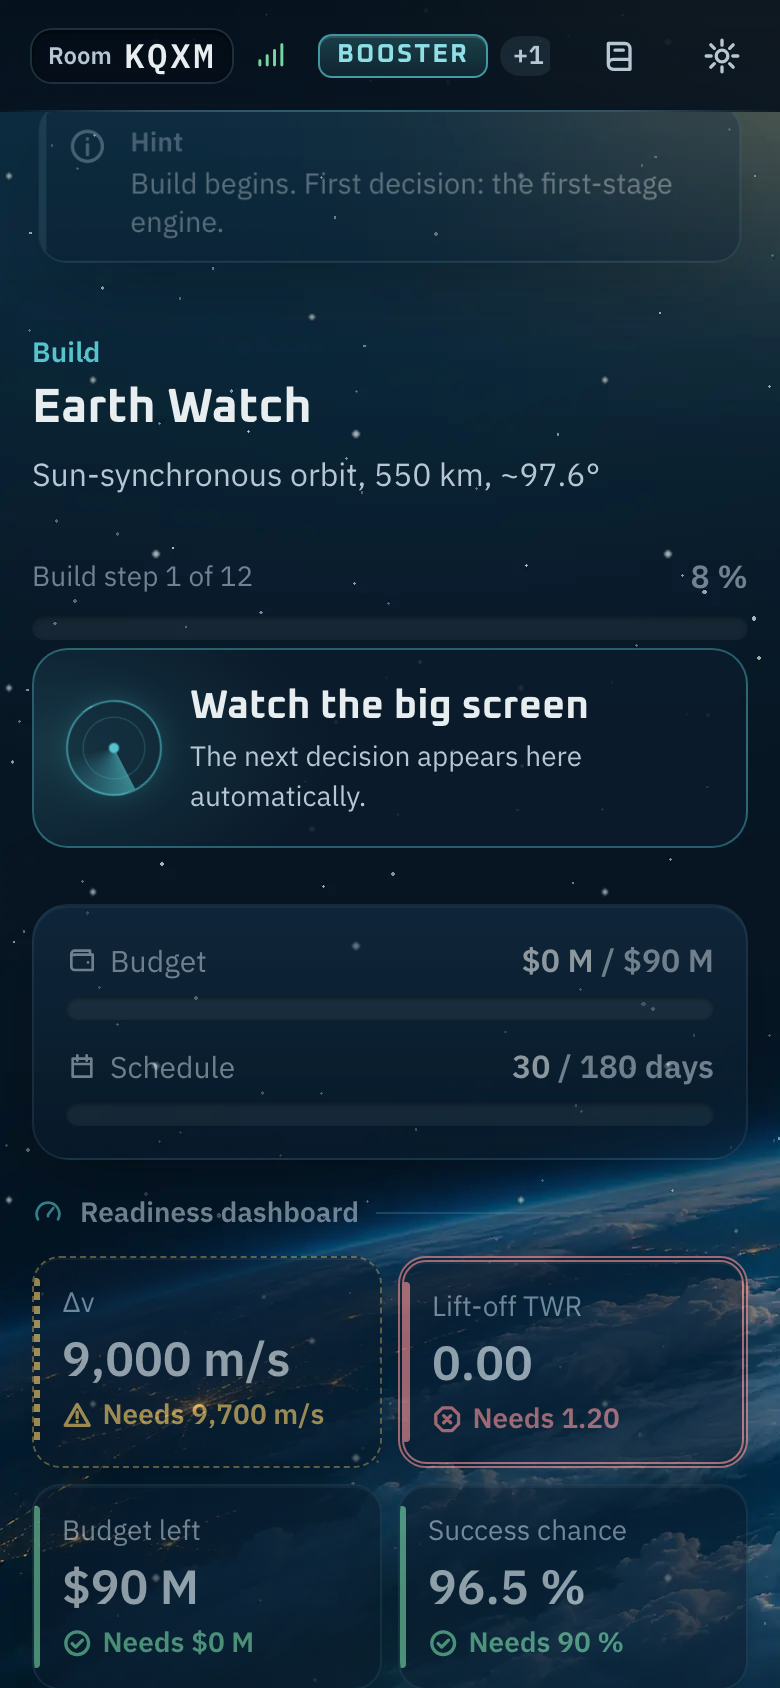 Room KQXM BOOSTER +1
Hint
Build begins. First decision: the first-stage
engine.
Build
Earth Watch
Sun-synchronous orbit, 550 km, ~97.6°
Build step 1 of 12 8 %
Watch the big screen
The next decision appears here
automatically.
Budget $0 M / $90 M
Schedule 30 / 180 days
Readiness dashboard
Δv
9,000 m/s
Needs 9,700 m/s
Lift-off TWR
0.00
Needs 1.20
Budget left
$90 M
Needs $0 M
Success chance
96.5 %
Needs 90 %